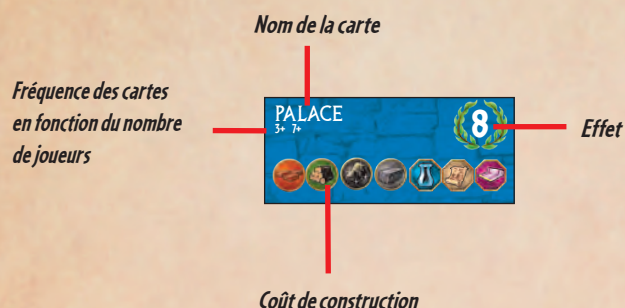 Nom de la carte
Fréquence des cartes
en fonction du nombre
de joueurs
PALACE
3+ 7+
8
Effet
Coût de construction